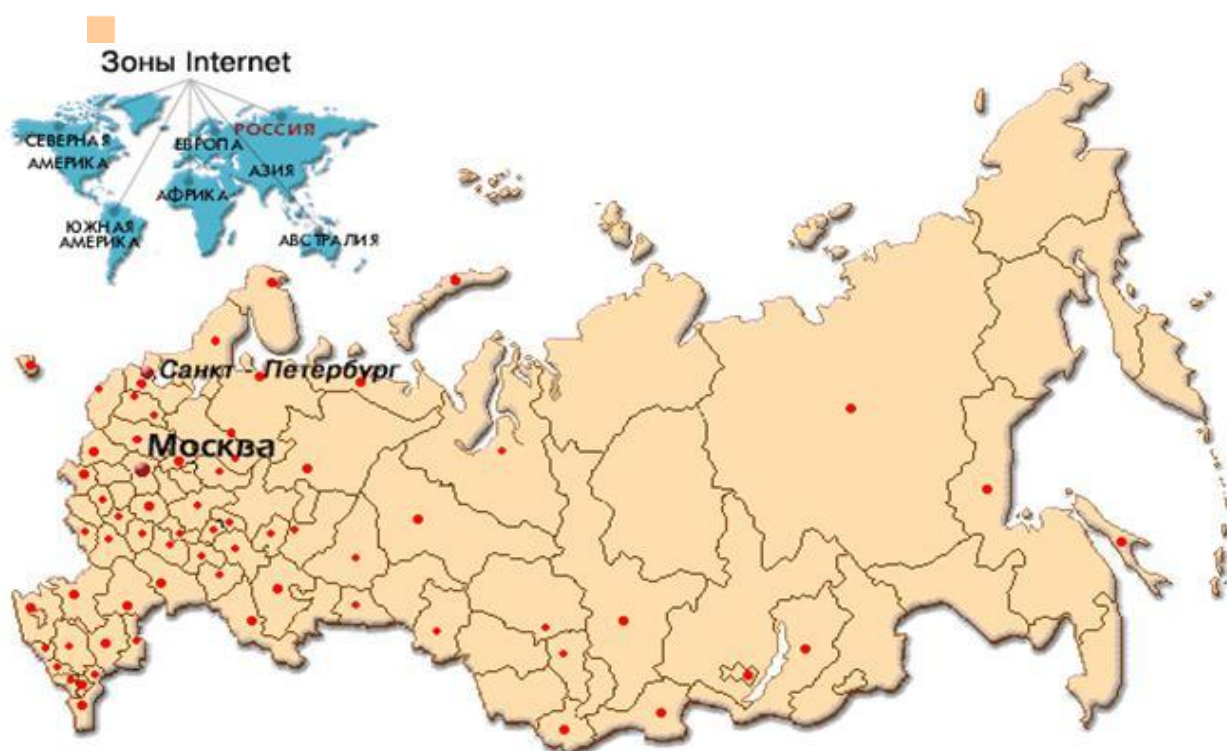 Зоны Internet
СЕВЕРНАЯ
АМЕРИКА
ЕВРОПА
РОССИЯ
АЗИЯ
АФРИКА
ЮЖНАЯ
АМЕРИКА
АВСТРАЛИЯ
Санкт - Петербург
Москва